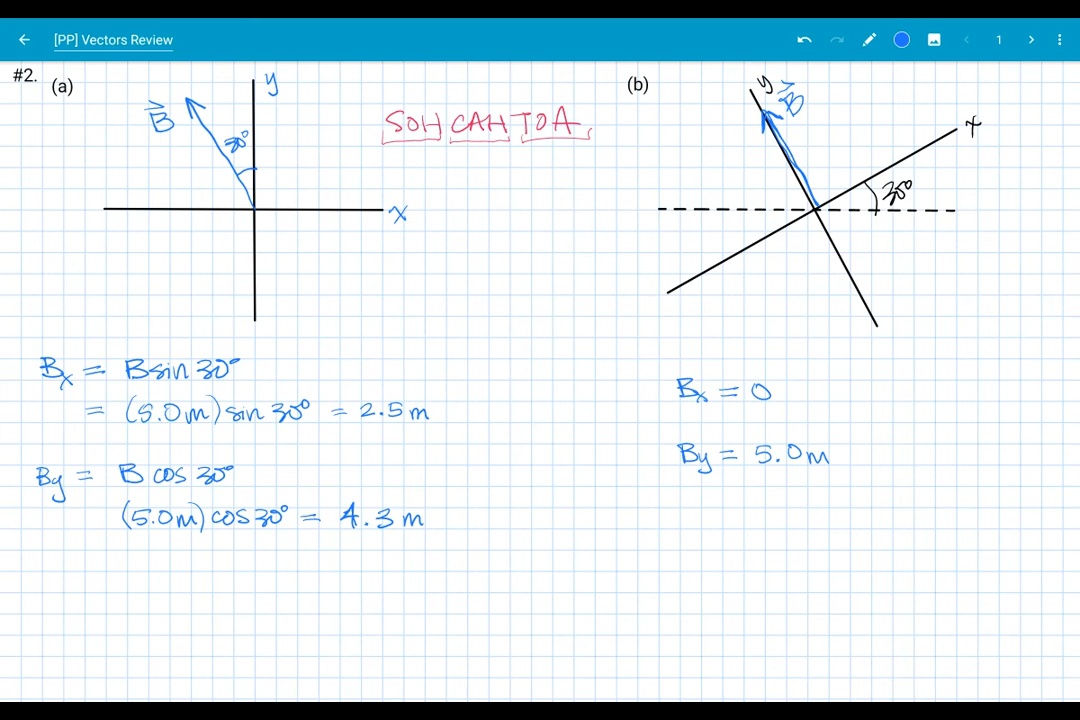 [PP] Vectors Review
1
#2.
(a)
y
B
30°
x
SOH CAH TOA
(b)
y
B
x
30°
Bx = B sin 30°
= (5.0m) sin 30° = 2.5 m
By = B cos 30°
(5.0m) cos 30° = 4.3 m
Bx = 0
By = 5.0m